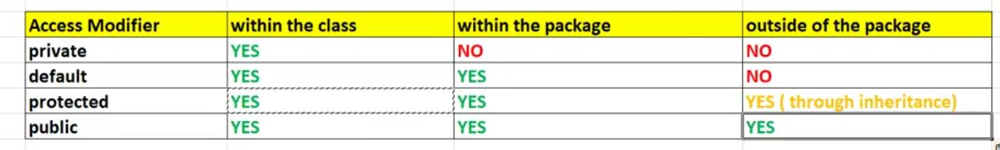 Access Modifier within the class within the package outside of the package
private YES NO NO
default YES YES NO
protected YES YES YES ( through inheritance)
public YES YES YES